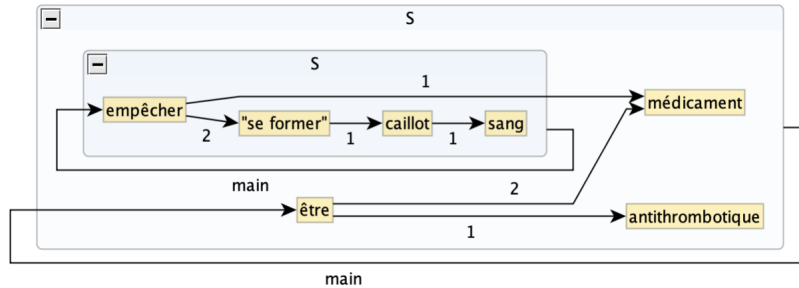 S
S
1
empêcher
médicament
"se former"
caillot
sang
2
1
1
main
2
être
antithrombotique
1
main